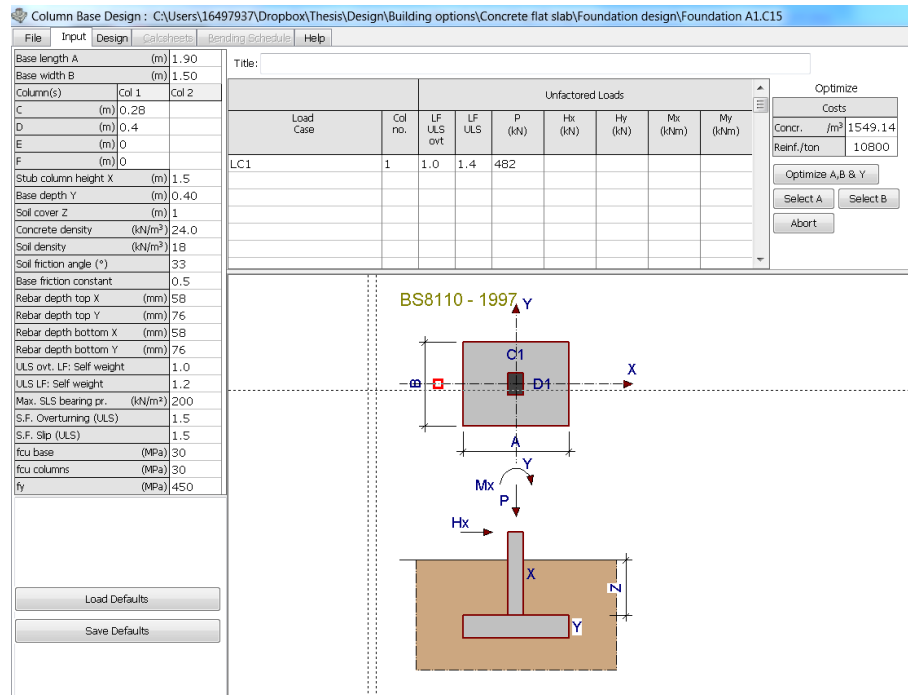 Column Base Design : C:\Users\16497937\Dropbox\Thesis\Design\Building options\Concrete flat slab\Foundation design\Foundation A1.C15
File Input Design Calcsheets Bending Schedule Help
Base length A (m) 1.90
Base width B (m) 1.50
Column(s) Col 1 Col 2
C (m) 0.28
D (m) 0.4
E (m) 0
F (m) 0
Stub column height X (m) 1.5
Base depth Y (m) 0.40
Soil cover Z (m) 1
Concrete density (kN/m³) 24.0
Soil density (kN/m³) 18
Soil friction angle (°) 33
Base friction constant 0.5
Rebar depth top X (mm) 58
Rebar depth top Y (mm) 76
Rebar depth bottom X (mm) 58
Rebar depth bottom Y (mm) 76
ULS ovt. LF: Self weight 1.0
ULS LF: Self weight 1.2
Max. SLS bearing pr. (kN/m²) 200
S.F. Overturning (ULS) 1.5
S.F. Slip (ULS) 1.5
fcu base (MPa) 30
fcu columns (MPa) 30
fy (MPa) 450
Load Defaults
Save Defaults
Title:
Unfactored Loads
Load Case Col no. LF ULS ovt LF ULS P (kN) Hx (kN) Hy (kN) Mx (kNm) My (kNm)
LC1 1 1.0 1.4 482
Optimize
Costs
Concr. /m³ 1549.14
Reinf./ton 10800
Optimize A,B & Y
Select A Select B
Abort
BS8110 - 1997
Y
C1
X
B
D1
A
Y
Mx
P
Hx
X
Z
Y